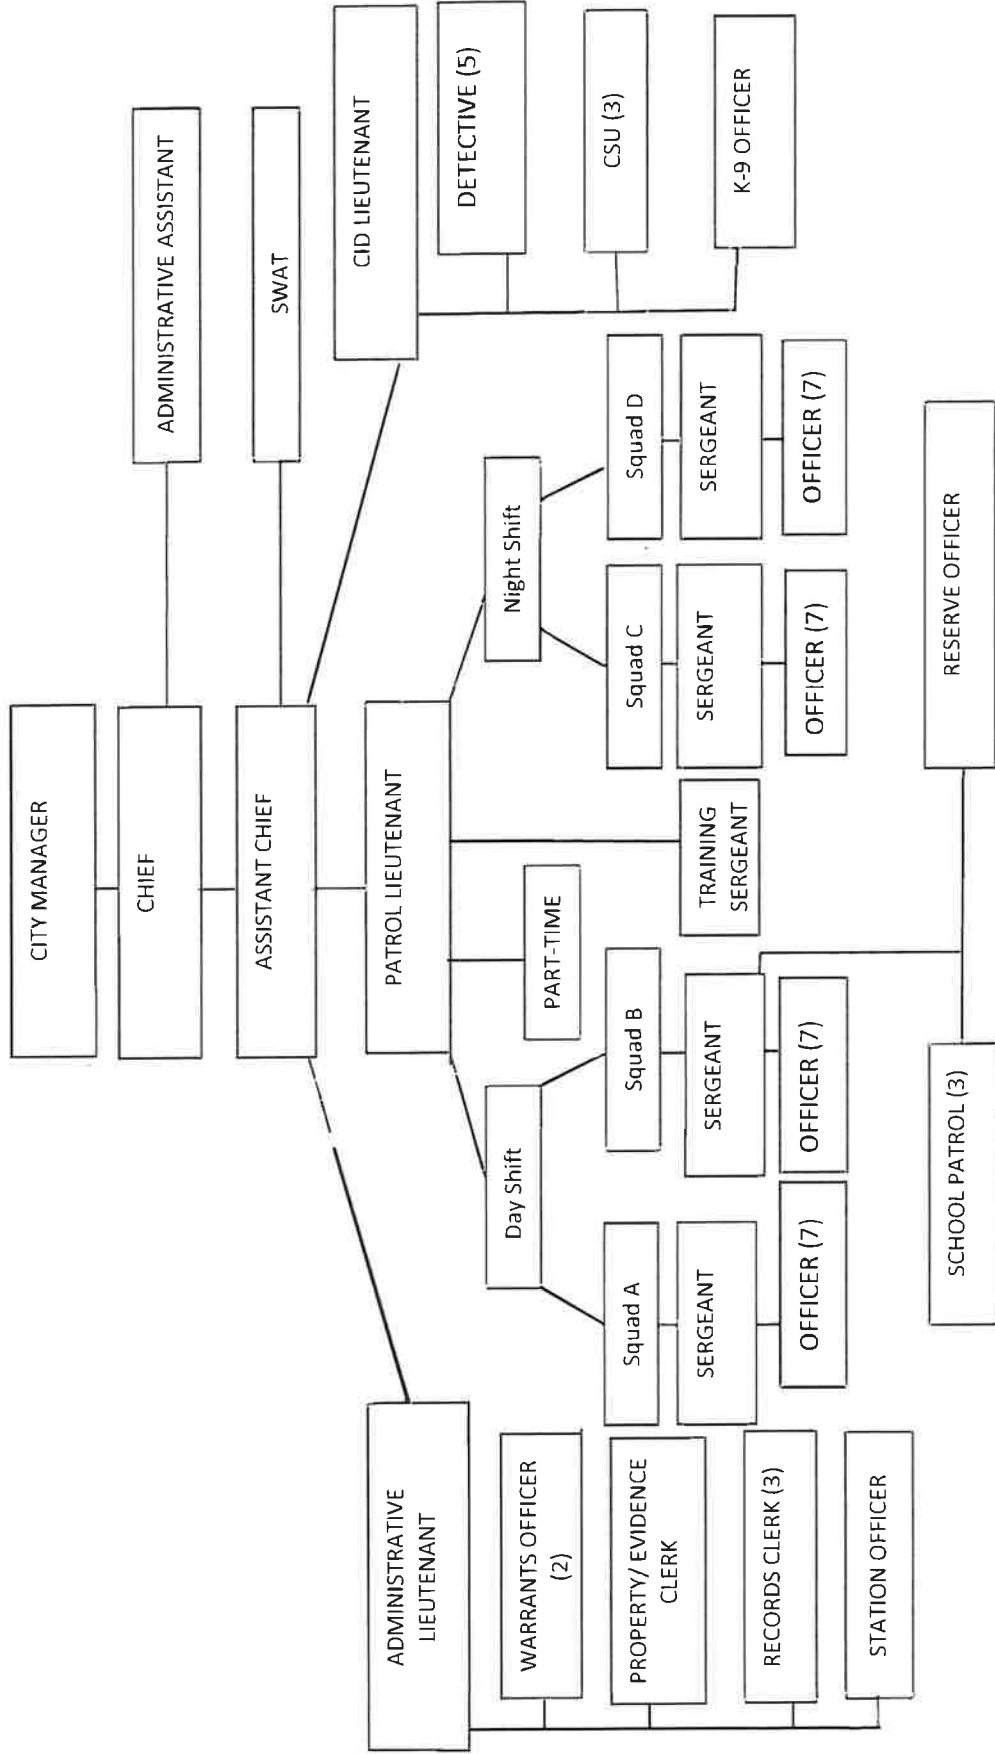 CITY MANAGER
CHIEF
ADMINISTRATIVE ASSISTANT
ASSISTANT CHIEF
SWAT
ADMINISTRATIVE
LIEUTENANT
PATROL LIEUTENANT
CID LIEUTENANT
WARRANTS OFFICER
(2)
PROPERTY/ EVIDENCE
CLERK
RECORDS CLERK (3)
STATION OFFICER
Day Shift
PART-TIME
Night Shift
DETECTIVE (5)
CSU (3)
K-9 OFFICER
Squad A
Squad B
Squad C
Squad D
SERGEANT
SERGEANT
TRAINING
SERGEANT
SERGEANT
SERGEANT
OFFICER (7)
OFFICER (7)
OFFICER (7)
OFFICER (7)
SCHOOL PATROL (3)
RESERVE OFFICER